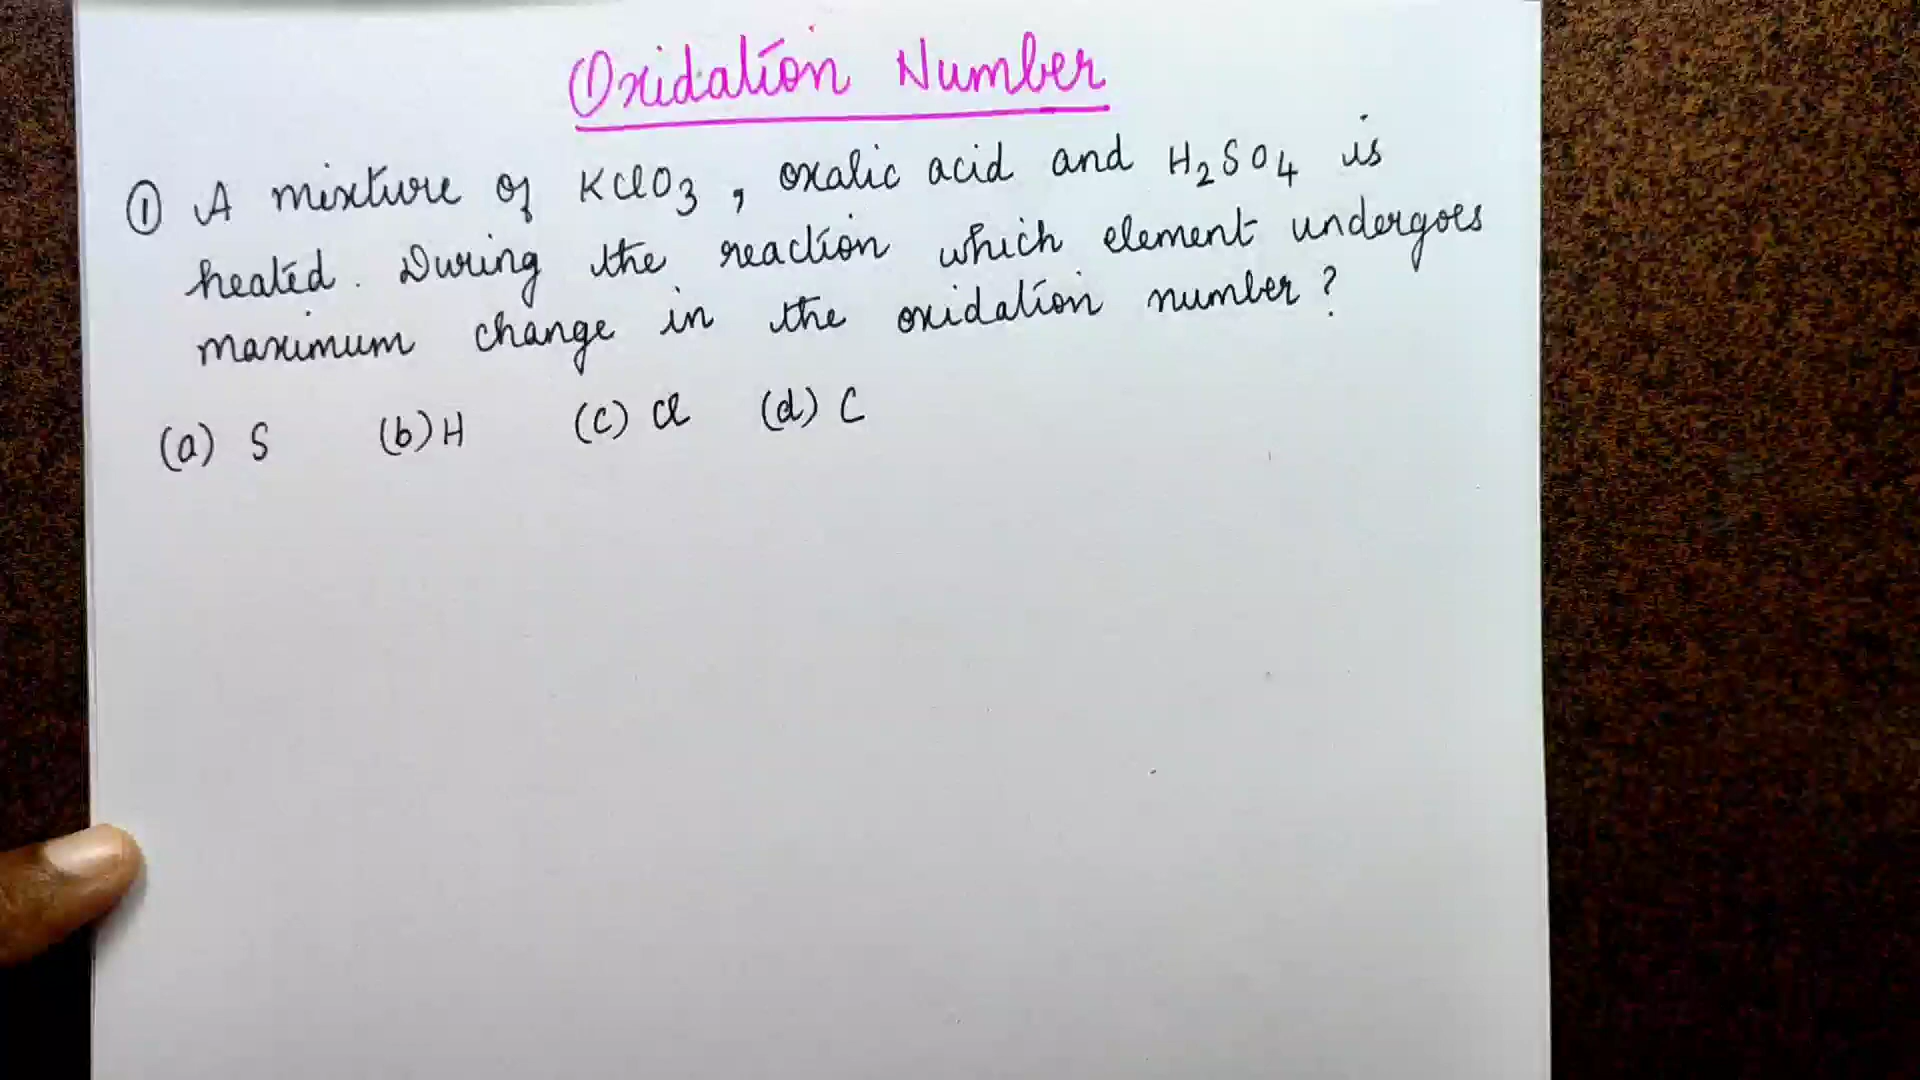 Oxidation Number
① A mixture of KClO3, oxalic acid and H2SO4 is
heated. During the reaction which element undergoes
maximum change in the oxidation number?
(a) S (b) H (c) Cl (d) C